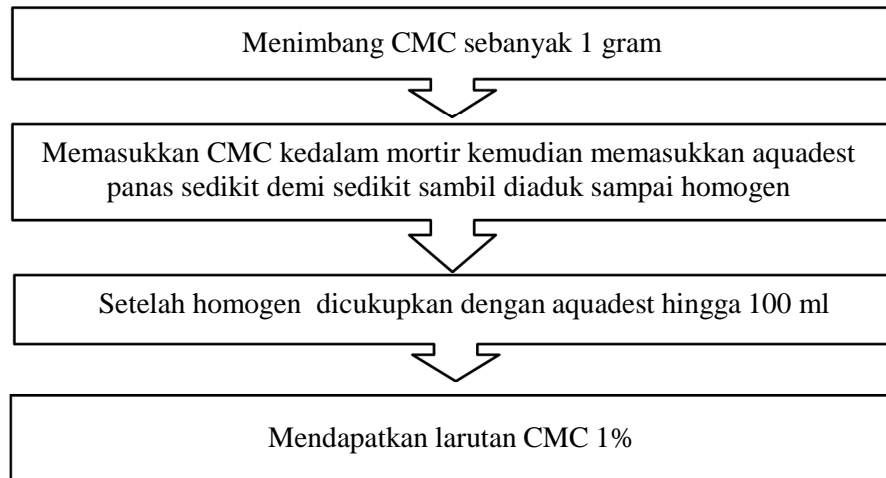 Menimbang CMC sebanyak 1 gram
Memasukkan CMC kedalam mortir kemudian memasukkan aquadest
panas sedikit demi sedikit sambil diaduk sampai homogen
Setelah homogen dicukupkan dengan aquadest hingga 100 ml
Mendapatkan larutan CMC 1%